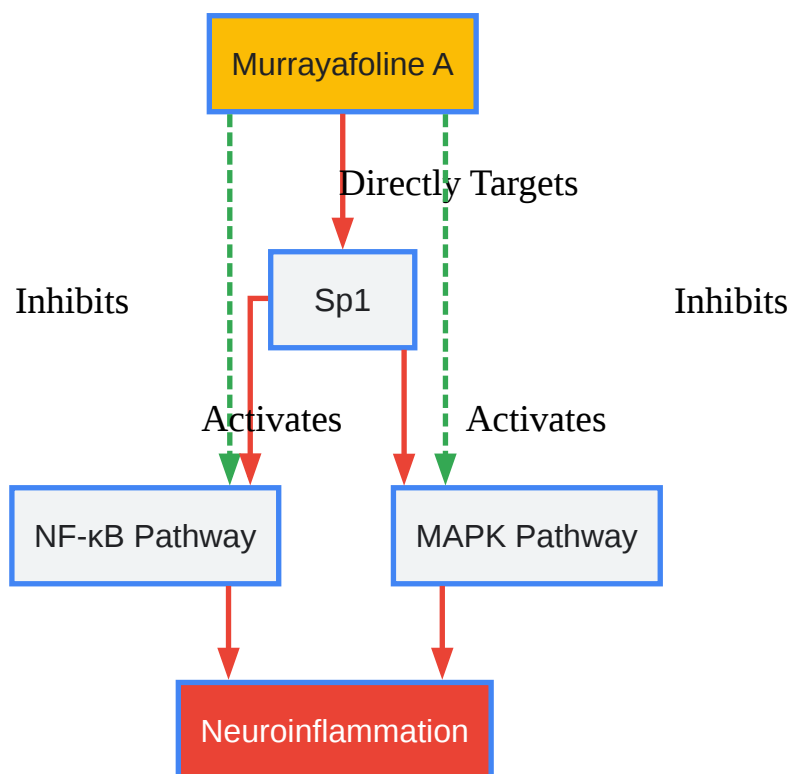 Murrayafoline A
Directly Targets
Sp1
Inhibits
Inhibits
Activates
Activates
NF-κB Pathway
MAPK Pathway
Neuroinflammation